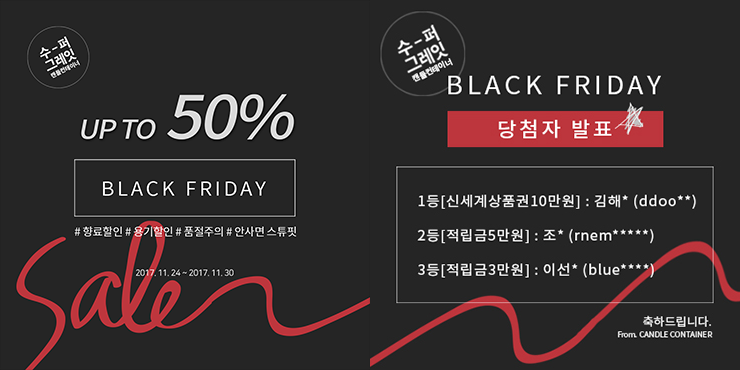 수-퍼
그레잇
캔들컨테이너
UP TO 50%
BLACK FRIDAY
# 향료할인 # 용기할인 # 품절주의 # 안사면 스튜핏
2017. 11. 24 ~ 2017. 11. 30
Sale
수-퍼
그레잇
캔들컨테이너
BLACK FRIDAY
당첨자 발표
1등[신세계상품권10만원] : 김해* (ddoo**)
2등[적립금5만원] : 조* (rnem*****)
3등[적립금3만원] : 이선* (blue****)
축하드립니다.
From. CANDLE CONTAINER